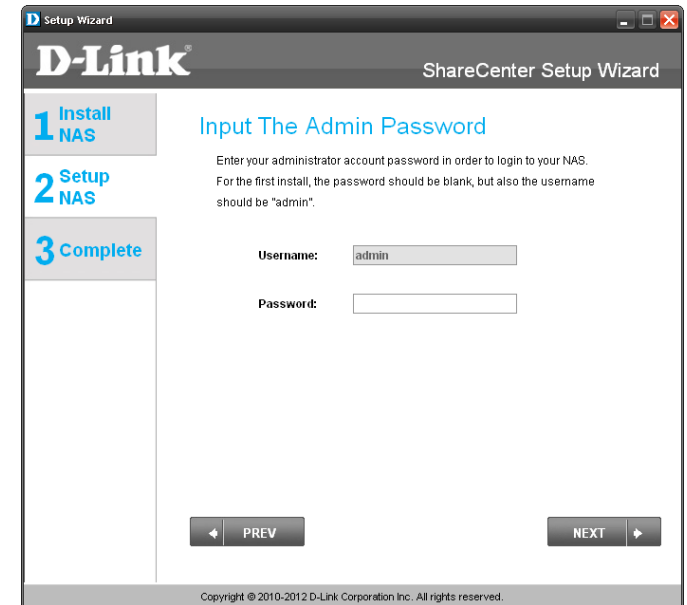 Setup Wizard
D-Link®
ShareCenter Setup Wizard
1 Install
NAS
2 Setup
NAS
3 Complete
Input The Admin Password
Enter your administrator account password in order to login to your NAS.
For the first install, the password should be blank, but also the username
should be "admin".
Username: admin
Password:
PREV
NEXT
Copyright © 2010-2012 D-Link Corporation Inc. All rights reserved.